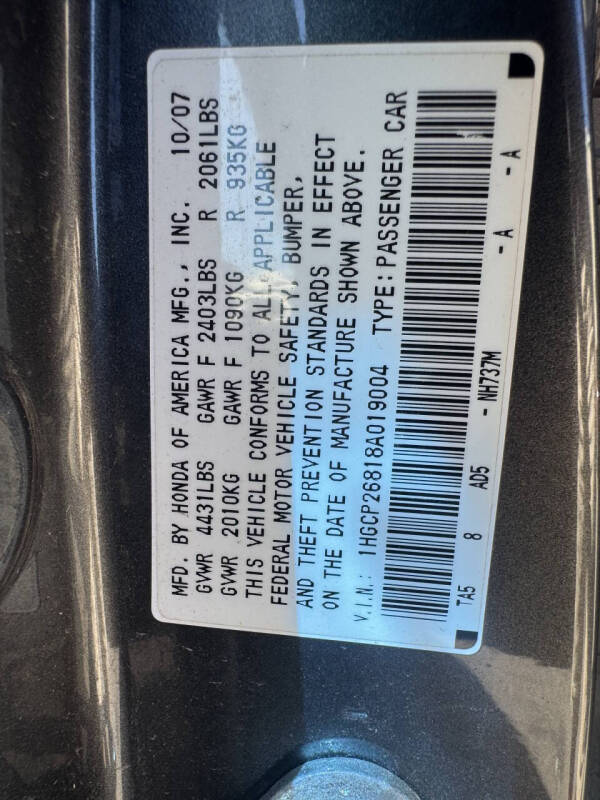 MFD. BY HONDA OF AMERICA MFG., INC. 10/07
GVWR 4431LBS GAWR F 2403LBS R 2061LBS
GVWR 2010KG GAWR F 1090KG R 935KG
THIS VEHICLE CONFORMS TO ALL APPLICABLE
FEDERAL MOTOR VEHICLE SAFETY, BUMPER,
AND THEFT PREVENTION STANDARDS IN EFFECT
ON THE DATE OF MANUFACTURE SHOWN ABOVE.
V.I.N.: 1HGCP26818A019004 TYPE: PASSENGER CAR
TA5 8 AD5 - NH737M - A - A